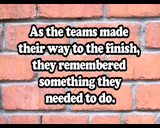 As the teams made
their way to the finish,
they remembered
something they
needed to do.